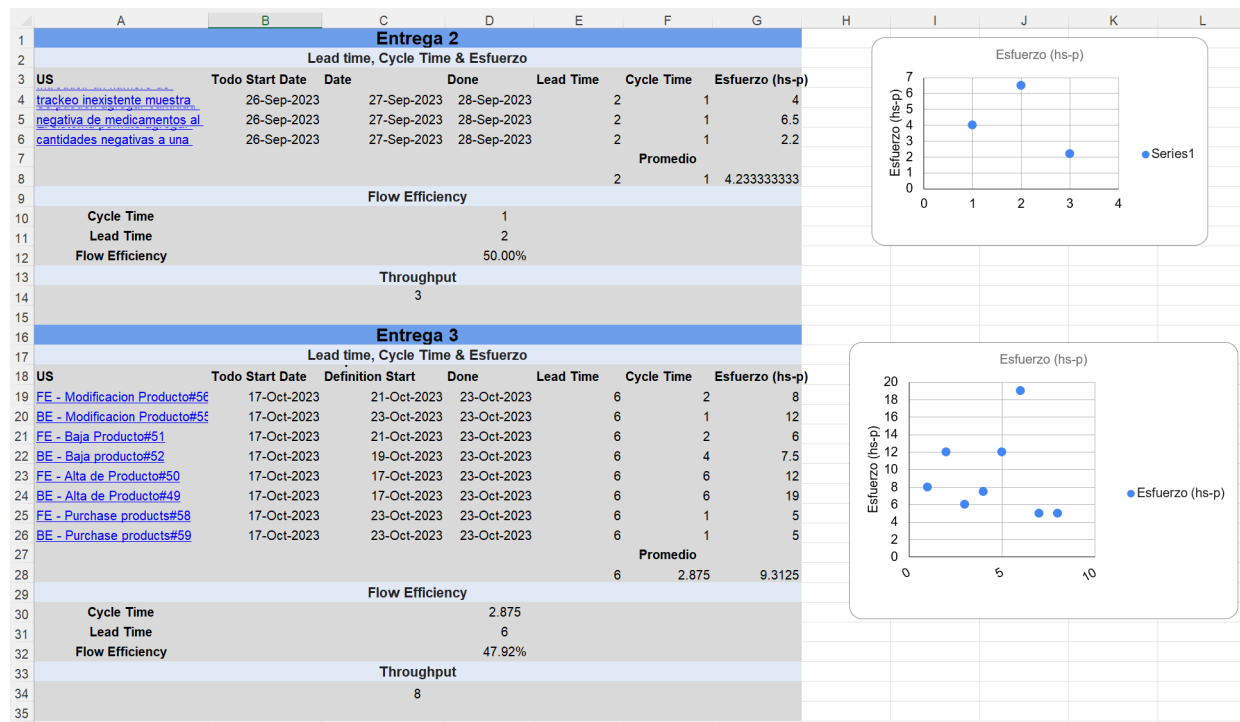 A B C D E F G H I J K L
1 Entrega 2
2 Lead time, Cycle Time & Esfuerzo
3 US Todo Start Date Date Done Lead Time Cycle Time Esfuerzo (hs-p)
4 trackeo inexistente muestra 26-Sep-2023 27-Sep-2023 28-Sep-2023 2 1 4
5 negativa de medicamentos al 26-Sep-2023 27-Sep-2023 28-Sep-2023 2 1 6.5
6 cantidades negativas a una 26-Sep-2023 27-Sep-2023 28-Sep-2023 2 1 2.2
7 Promedio
8 2 1 4.233333333
9 Flow Efficiency
10 Cycle Time 1
11 Lead Time 2
12 Flow Efficiency 50.00%
13 Throughput
14 3
15
16 Entrega 3
17 Lead time, Cycle Time & Esfuerzo
18 US Todo Start Date Definition Start Done Lead Time Cycle Time Esfuerzo (hs-p)
19 FE - Modificacion Producto#56 17-Oct-2023 21-Oct-2023 23-Oct-2023 6 2 8
20 BE - Modificacion Producto#55 17-Oct-2023 23-Oct-2023 23-Oct-2023 6 1 12
21 FE - Baja Producto#51 17-Oct-2023 21-Oct-2023 23-Oct-2023 6 2 6
22 BE - Baja producto#52 17-Oct-2023 19-Oct-2023 23-Oct-2023 6 4 7.5
23 FE - Alta de Producto#50 17-Oct-2023 17-Oct-2023 23-Oct-2023 6 6 12
24 BE - Alta de Producto#49 17-Oct-2023 17-Oct-2023 23-Oct-2023 6 6 19
25 FE - Purchase products#58 17-Oct-2023 23-Oct-2023 23-Oct-2023 6 1 5
26 BE - Purchase products#59 17-Oct-2023 23-Oct-2023 23-Oct-2023 6 1 5
27 Promedio
28 6 2.875 9.3125
29 Flow Efficiency
30 Cycle Time 2.875
31 Lead Time 6
32 Flow Efficiency 47.92%
33 Throughput
34 8
35
Esfuerzo (hs-p)
Esfuerzo (hs-p)
7
6
5
4
3
2
1
0
0 1 2 3 4
Series1
Esfuerzo (hs-p)
Esfuerzo (hs-p)
20
18
16
14
12
10
8
6
4
2
0
0 5 10
Esfuerzo (hs-p)